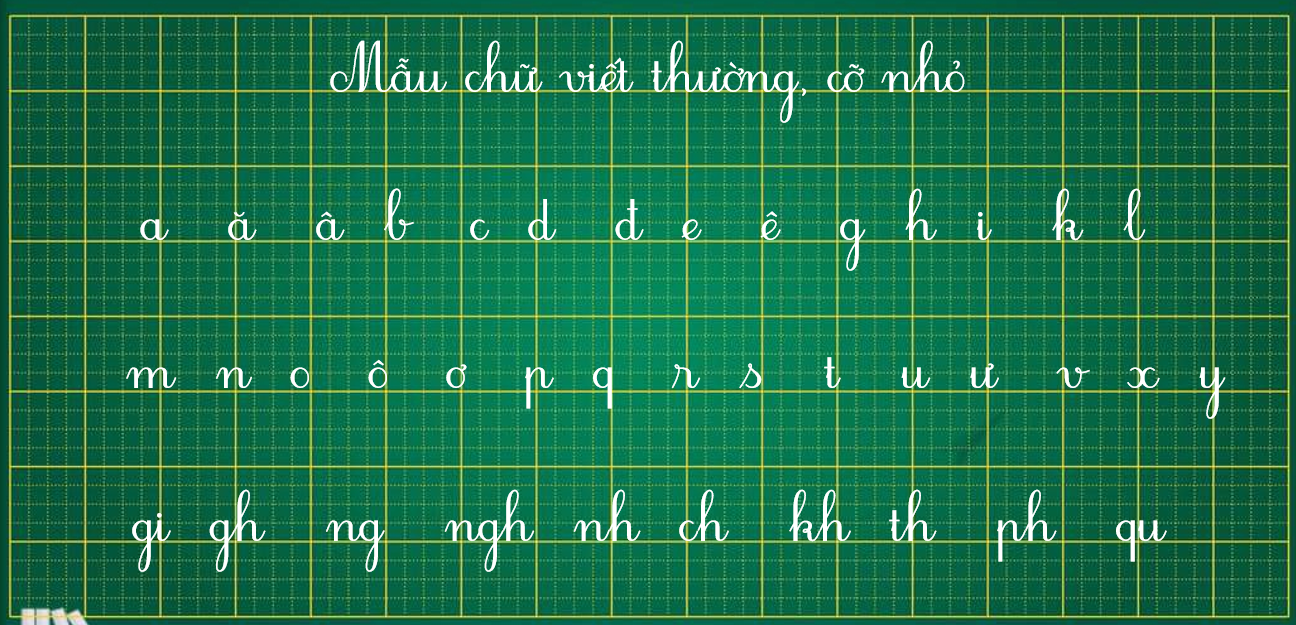 Mẫu chữ viết thường, cỡ nhỏ
a ă â b c d đ e ê g h i k l
m n o ô ơ p q r s t u ư v x y
gi gh ng ngh nh ch kh th ph qu